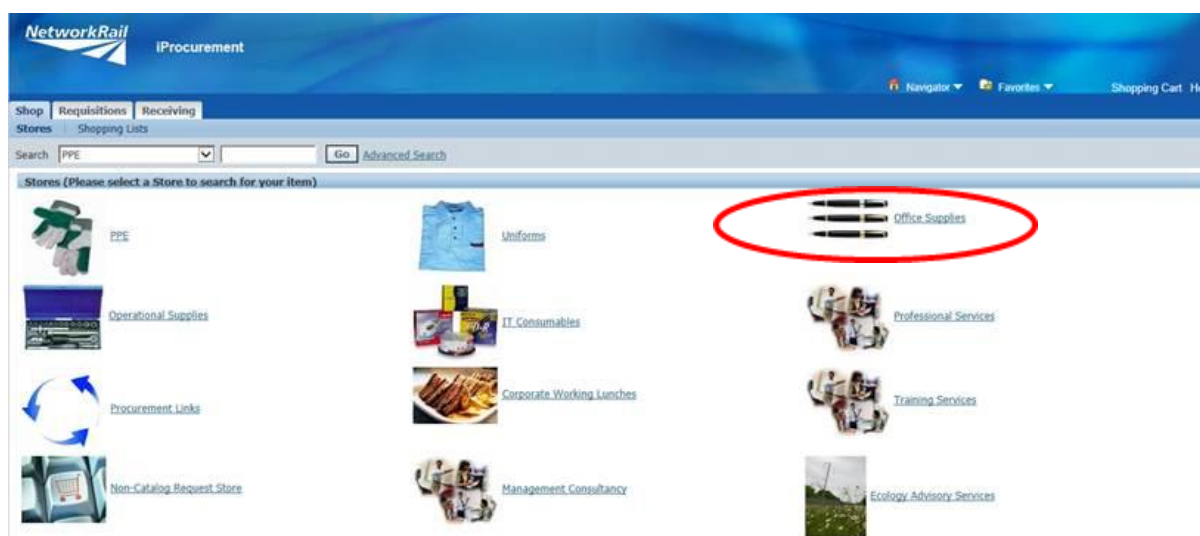 NetworkRail
iProcurement
Navigator Favorites Shopping Cart
Shop Requisitions Receiving
Stores Shopping Lists
Search PPE Go Advanced Search
Stores (Please select a Store to search for your item)
PPE Uniforms Office Supplies
Operational Supplies IT Consumables Professional Services
Procurement Links Corporate Working Lunches Training Services
Non-Catalog Request Store Management Consultancy Ecology Advisory Services